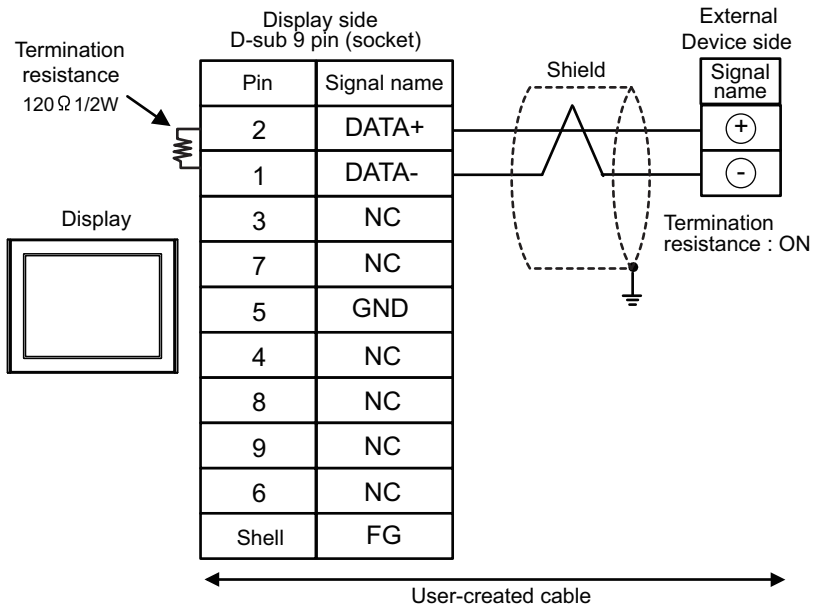 Display side
D-sub 9 pin (socket)
External
Device side
Termination
resistance
120Ω 1/2W
Pin Signal name
2 DATA+
1 DATA-
3 NC
7 NC
5 GND
4 NC
8 NC
9 NC
6 NC
Shell FG
Shield
Signal
name
+
-
Termination
resistance : ON
Display
User-created cable